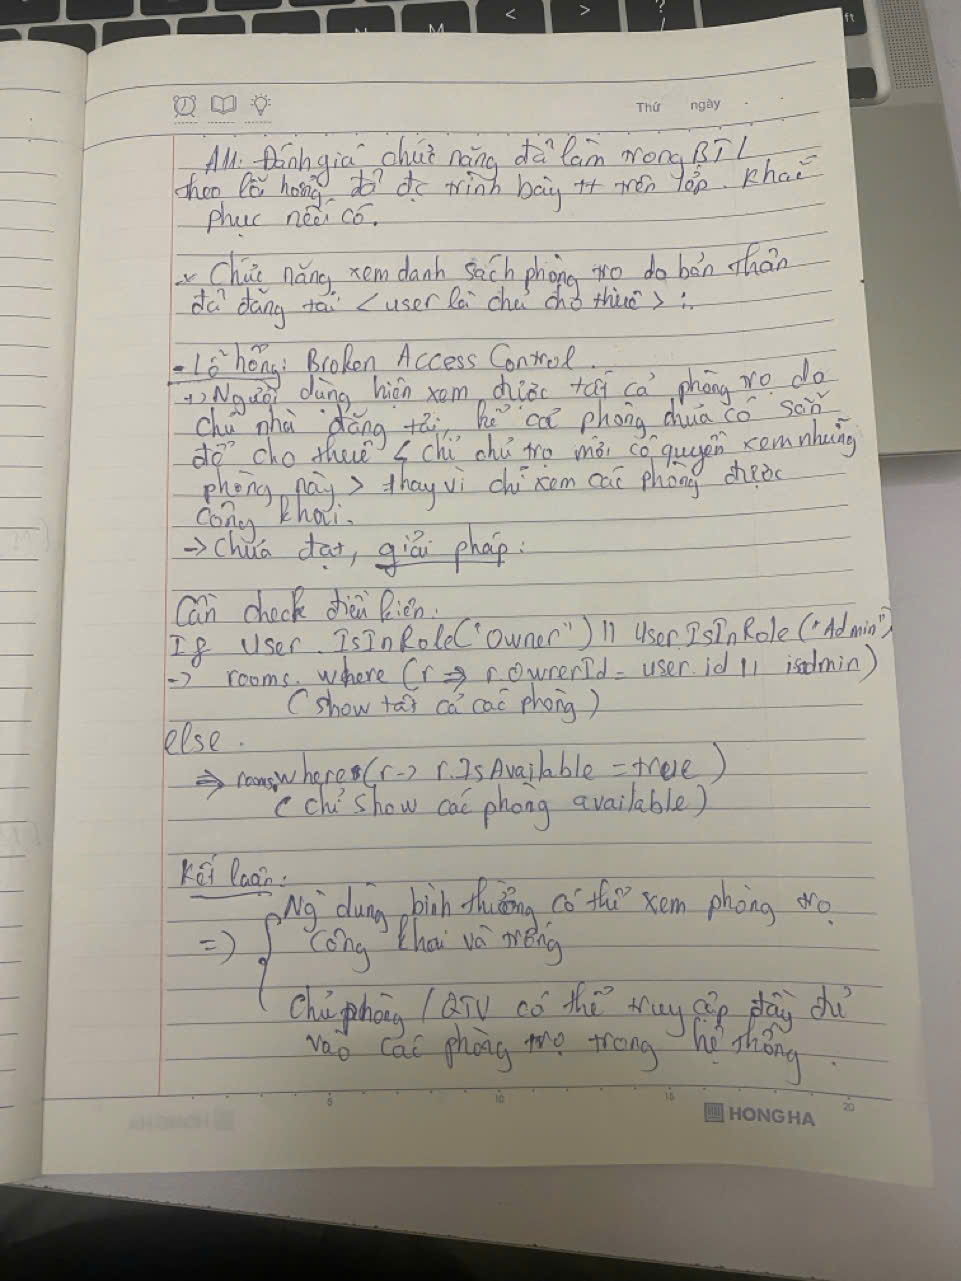 Thứ ngày
A11: Đánh giá chức năng đã làm trong BTL
theo lỗ hổng đã đc trình bày tt trên lớp. khắc
phục nếu có.
Chức năng xem danh sách phòng trọ do bản thân
đã đăng tải <user là chủ cho thuê>:
- Lỗ hổng: Broken Access Control.
Người dùng hiện xem được tất cả phòng trọ do
chủ nhà đăng tải, kể cả phòng chưa có sẵn
để cho thuê < chỉ chủ trọ mới có quyền xem những
phòng này > thay vì chỉ xem các phòng được
công khai.
-> Chưa đạt, giải pháp:
Cần check điều kiện.
If User.IsInRole("Owner") || User.IsInRole("Admin")
-> rooms.where(r => r.OwnerId = user.id || isadmin)
(show tất cả các phòng)
else.
=> rooms.where(r -> r.IsAvailable = true)
(chỉ show các phòng available)
Kết luận:
=> Ng dùng bình thường có thể xem phòng trọ
công khai và trống
Chủ phòng / QTV có thể truy cập đầy đủ
vào các phòng trọ trong hệ thống.
5 10 15 20
HONG HA